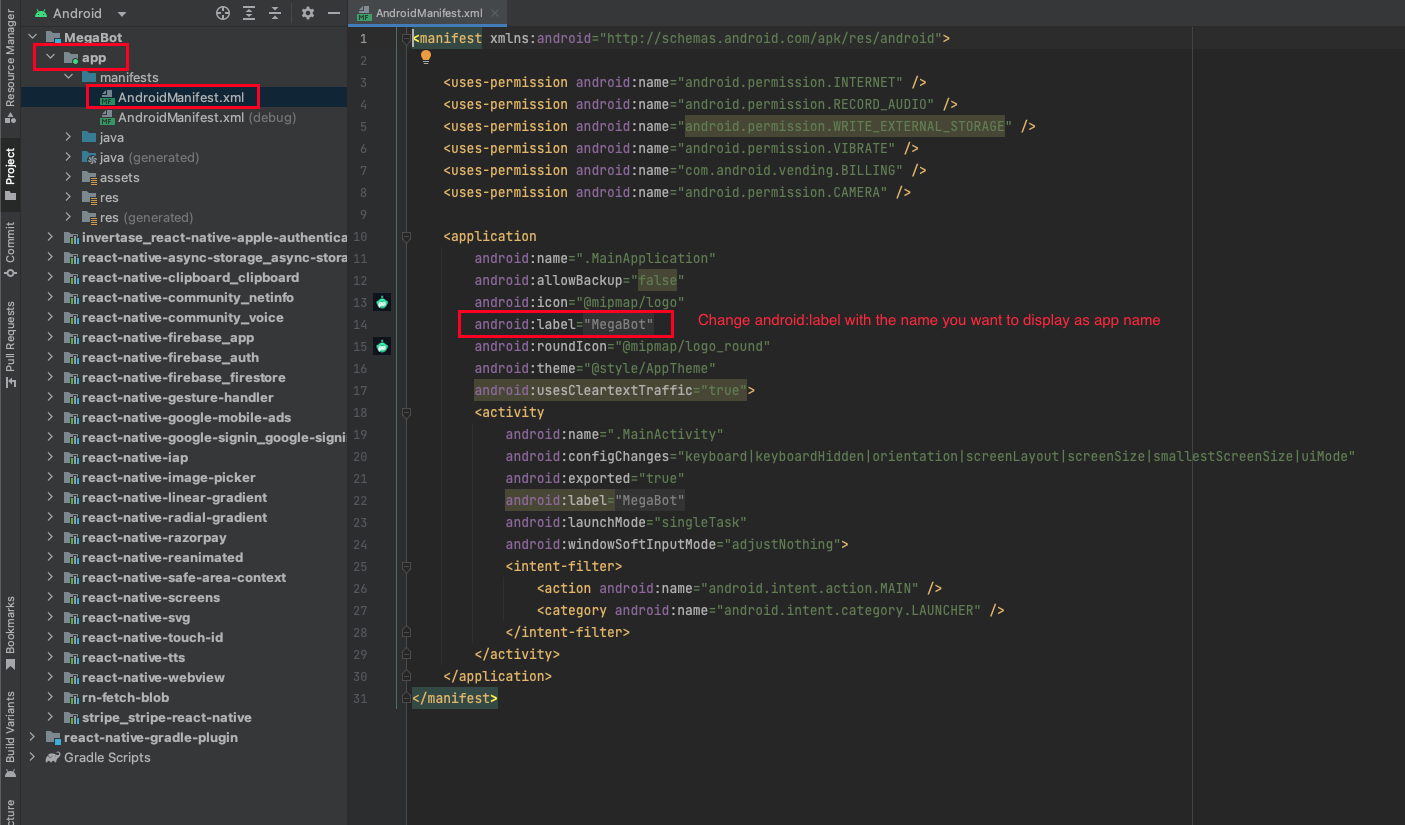 Android
AndroidManifest.xml
Resource Manager
Project
Commit
Pull Requests
Bookmarks
Build Variants
cture
MegaBot
app
manifests
AndroidManifest.xml
AndroidManifest.xml (debug)
java
java (generated)
assets
res
res (generated)
invertase_react-native-apple-authentica
react-native-async-storage_async-stora
react-native-clipboard_clipboard
react-native-community_netinfo
react-native-community_voice
react-native-firebase_app
react-native-firebase_auth
react-native-firebase_firestore
react-native-gesture-handler
react-native-google-mobile-ads
react-native-google-signin_google-signi
react-native-iap
react-native-image-picker
react-native-linear-gradient
react-native-radial-gradient
react-native-razorpay
react-native-reanimated
react-native-safe-area-context
react-native-screens
react-native-svg
react-native-touch-id
react-native-tts
react-native-webview
rn-fetch-blob
stripe_stripe-react-native
react-native-gradle-plugin
Gradle Scripts
1 <manifest xmlns:android="http://schemas.android.com/apk/res/android">
2
3 <uses-permission android:name="android.permission.INTERNET" />
4 <uses-permission android:name="android.permission.RECORD_AUDIO" />
5 <uses-permission android:name="android.permission.WRITE_EXTERNAL_STORAGE" />
6 <uses-permission android:name="android.permission.VIBRATE" />
7 <uses-permission android:name="com.android.vending.BILLING" />
8 <uses-permission android:name="android.permission.CAMERA" />
9
10 <application
11 android:name=".MainApplication"
12 android:allowBackup="false"
13 android:icon="@mipmap/logo"
14 android:label="MegaBot" Change android:label with the name you want to display as app name
15 android:roundIcon="@mipmap/logo_round"
16 android:theme="@style/AppTheme"
17 android:usesCleartextTraffic="true">
18 <activity
19 android:name=".MainActivity"
20 android:configChanges="keyboard|keyboardHidden|orientation|screenLayout|screenSize|smallestScreenSize|uiMode"
21 android:exported="true"
22 android:label="MegaBot"
23 android:launchMode="singleTask"
24 android:windowSoftInputMode="adjustNothing">
25 <intent-filter>
26 <action android:name="android.intent.action.MAIN" />
27 <category android:name="android.intent.category.LAUNCHER" />
28 </intent-filter>
29 </activity>
30 </application>
31 </manifest>